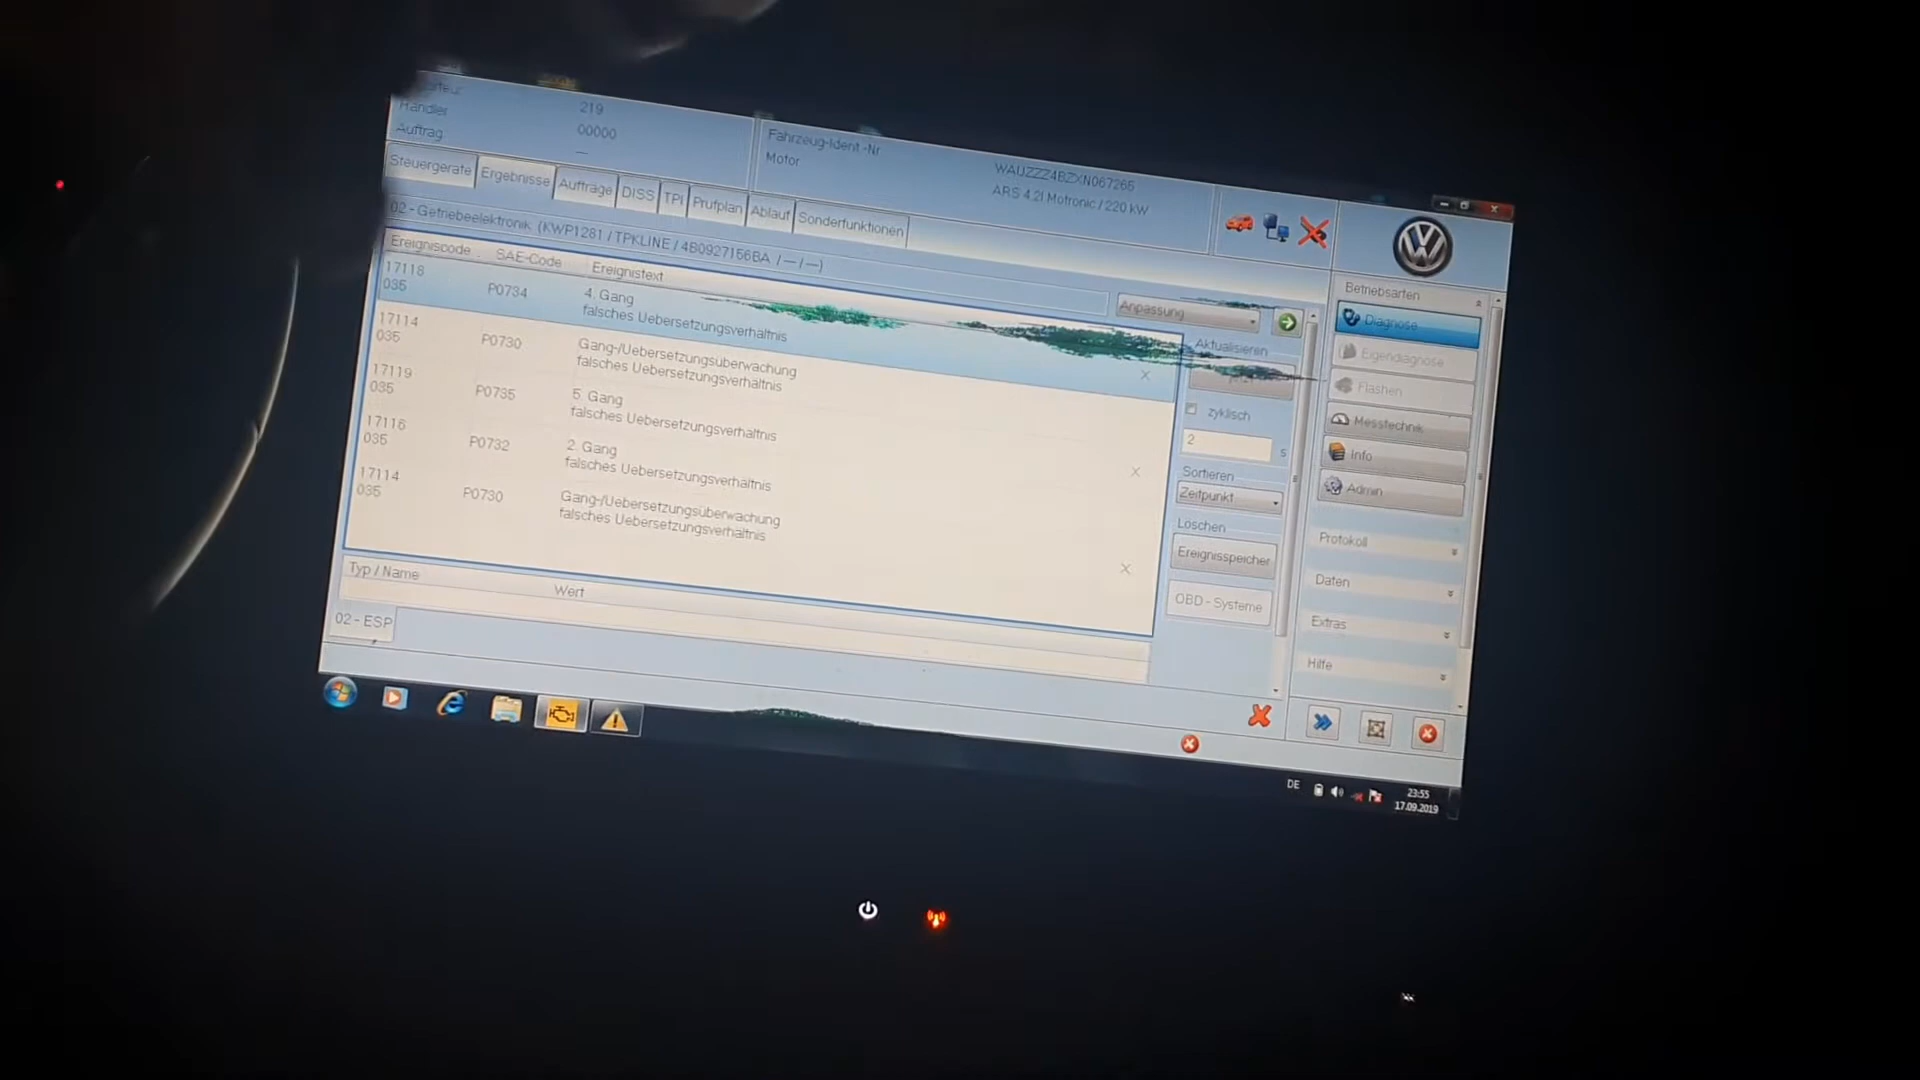 Händler
219
Auftrag
00000
Fahrzeug-Ident.-Nr
WAUZZZ4BZXN067265
Motor
ARS 4.2l Motronic / 220 kW
Steuergeräte
Ergebnisse
Aufträge
DISS
TPI
Prüfplan
Ablauf
Sonderfunktionen
02 - Getriebeelektronik (KWP1281 / TPKLINE / 4B0927156BA / --- / ---)
Ereigniscode
SAE-Code
Ereignistext
17118
035
P0734
4. Gang
falsches Uebersetzungsverhältnis
17114
035
P0730
Gang-/Uebersetzungsüberwachung
falsches Uebersetzungsverhältnis
17119
035
P0735
5. Gang
falsches Uebersetzungsverhältnis
17116
035
P0732
2. Gang
falsches Uebersetzungsverhältnis
17114
035
P0730
Gang-/Uebersetzungsüberwachung
falsches Uebersetzungsverhältnis
Typ / Name
Wert
02 - ESP
Anpassung
Aktualisieren
zyklisch
2
s
Sortieren
Zeitpunkt
Löschen
Ereignisspeicher
OBD - Systeme
Betriebsarten
Diagnose
Eigendiagnose
Flashen
Messtechnik
Info
Admin
Protokoll
Daten
Extras
Hilfe
DE
23:55
17.09.2019